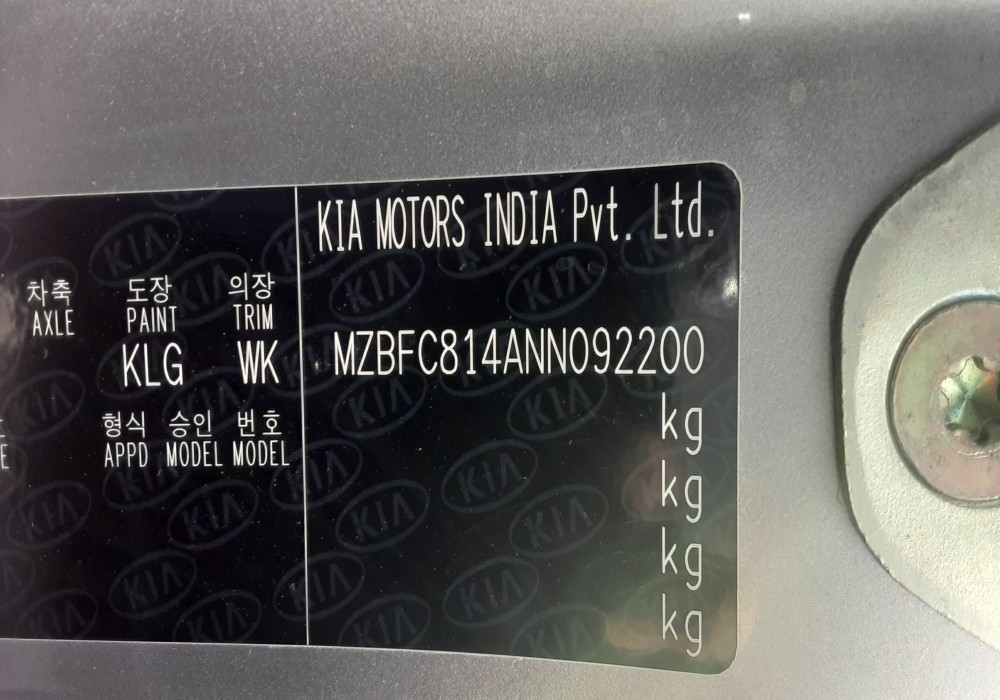 차축 도장 의장
AXLE PAINT TRIM
KLG WK
형식 승인 번호
APPD MODEL MODEL
KIA MOTORS INDIA Pvt. Ltd.
MZBFC814ANN092200
kg
kg
kg
kg